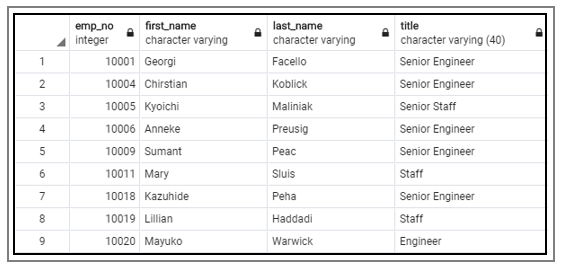 emp_no first_name last_name title
integer character varying character varying character varying (40)
1 10001 Georgi Facello Senior Engineer
2 10004 Chirstian Koblick Senior Engineer
3 10005 Kyoichi Maliniak Senior Staff
4 10006 Anneke Preusig Senior Engineer
5 10009 Sumant Peac Senior Engineer
6 10011 Mary Sluis Staff
7 10018 Kazuhide Peha Senior Engineer
8 10019 Lillian Haddadi Staff
9 10020 Mayuko Warwick Engineer